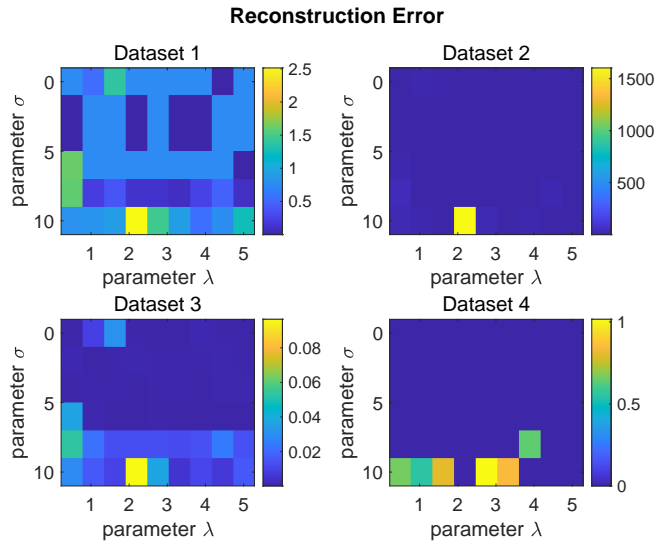 Reconstruction Error
Dataset 1
0
5
10
parameter σ
1 2 3 4 5
parameter λ
2.5
2
1.5
1
0.5
Dataset 2
0
5
10
parameter σ
1 2 3 4 5
parameter λ
1500
1000
500
Dataset 3
0
5
10
parameter σ
1 2 3 4 5
parameter λ
0.08
0.06
0.04
0.02
Dataset 4
0
5
10
parameter σ
1 2 3 4 5
parameter λ
1
0.5
0